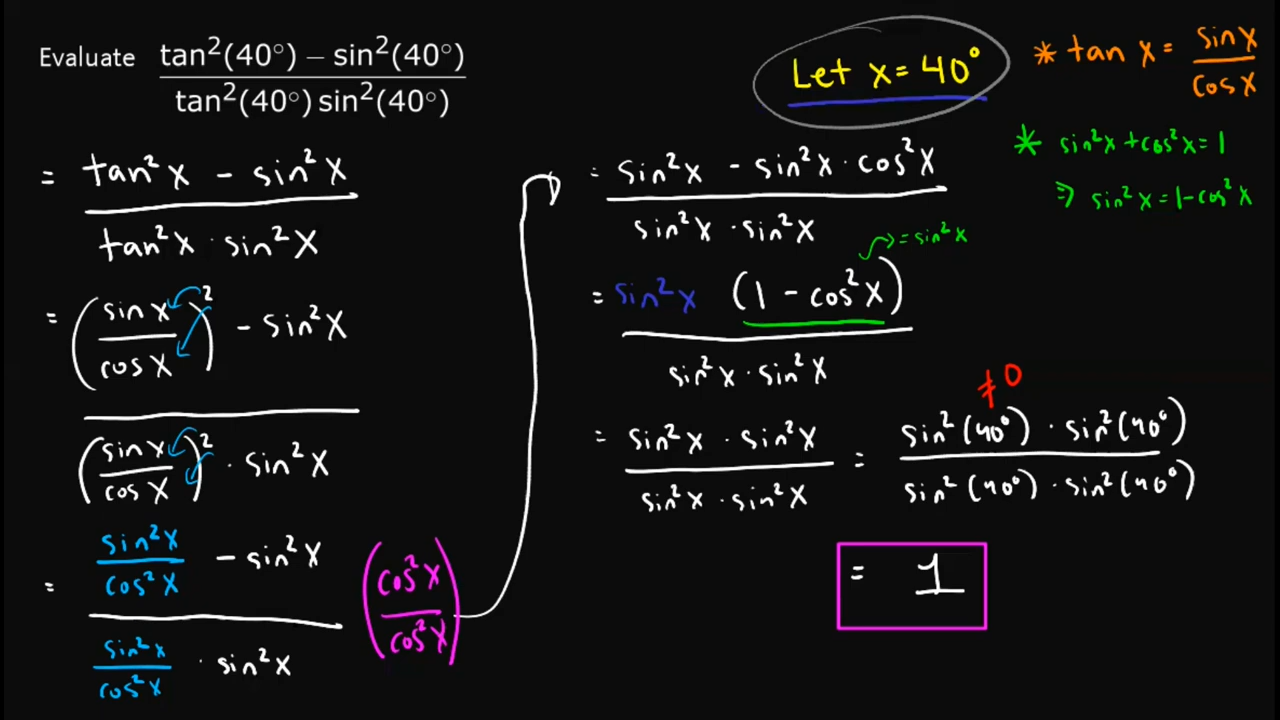 Evaluate (tan²(40°) − sin²(40°)) / (tan²(40°) sin²(40°))
= (tan²x − sin²x) / (tan²x · sin²x)
= ((sin x / cos x)² − sin²x) / ((sin x / cos x)² · sin²x)
= (sin²x / cos²x − sin²x) / (sin²x / cos²x · sin²x) (cos²x / cos²x)
Let x = 40°
* tan x = sin x / cos x
* sin²x + cos²x = 1
⇒ sin²x = 1 − cos²x
= (sin²x − sin²x · cos²x) / (sin²x · sin²x)
= sin²x
= sin²x (1 − cos²x) / (sin²x · sin²x)
≠ 0
= (sin²x · sin²x) / (sin²x · sin²x) = (sin²(40°) · sin²(40°)) / (sin²(40°) · sin²(40°))
= 1